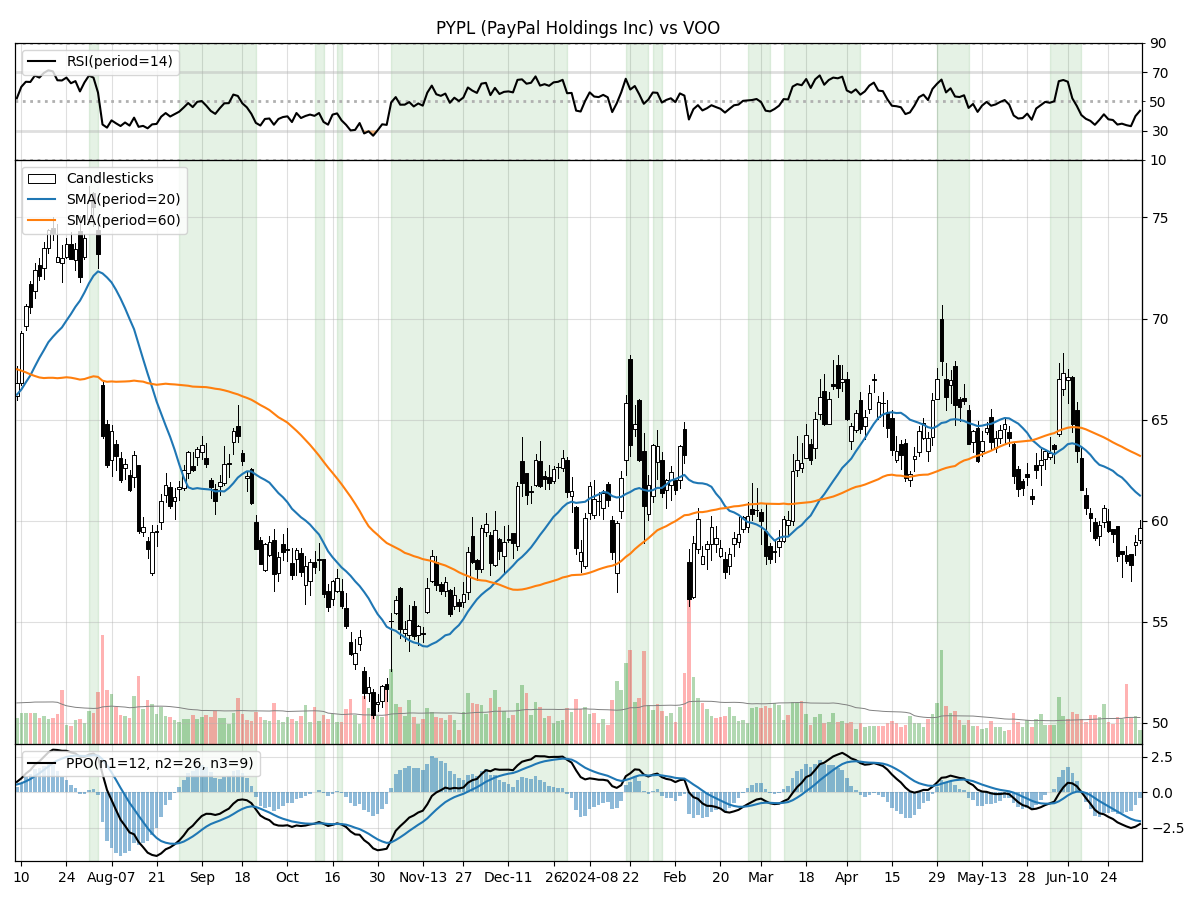 PYPL (PayPal Holdings Inc) vs VOO
RSI(period=14)
90
70
50
30
10
Candlesticks
SMA(period=20)
SMA(period=60)
75
70
65
60
55
50
PPO(n1=12, n2=26, n3=9)
2.5
0.0
−2.5
10 24 Aug-07 21 Sep 18 Oct 16 30 Nov-13 27 Dec-11 26 2024-08 22 Feb 20 Mar 18 Apr 15 29 May-13 28 Jun-10 24